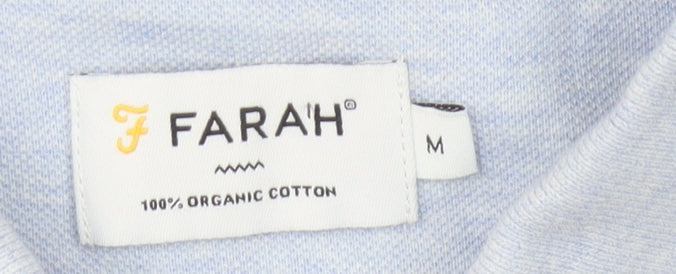 F FARAH®
M
100% ORGANIC COTTON